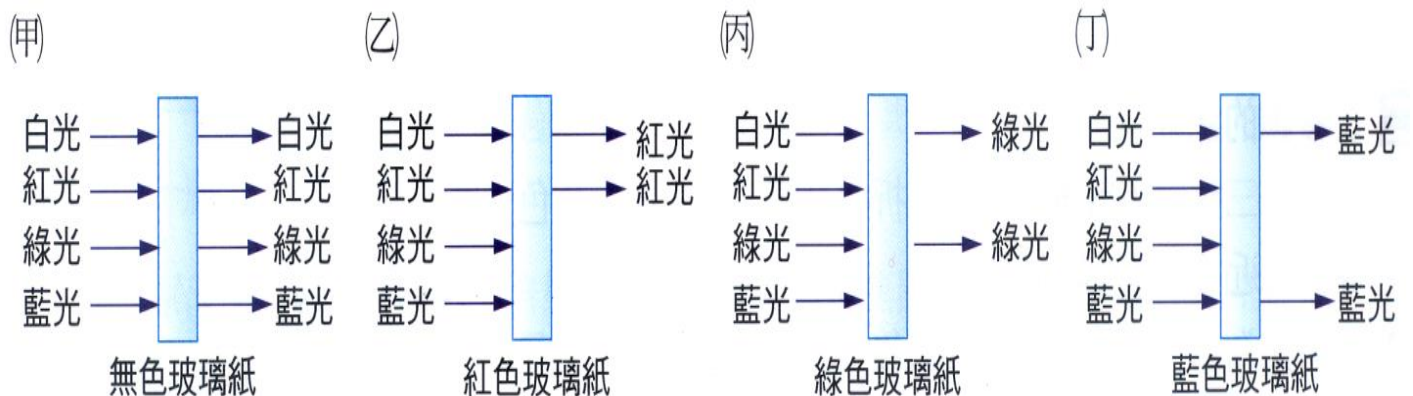 (甲)
白光 白光
紅光 紅光
綠光 綠光
藍光 藍光
無色玻璃紙
(乙)
白光 紅光
紅光 紅光
綠光
藍光
紅色玻璃紙
(丙)
白光 綠光
紅光
綠光 綠光
藍光
綠色玻璃紙
(丁)
白光 藍光
紅光
綠光
藍光 藍光
藍色玻璃紙